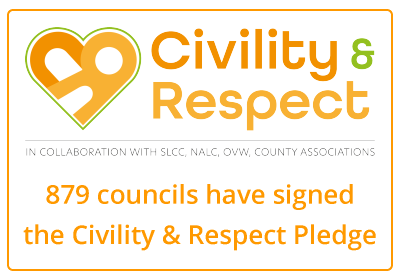 Civility &
Respect
IN COLLABORATION WITH SLCC, NALC, OVW, COUNTY ASSOCIATIONS
879 councils have signed
the Civility & Respect Pledge